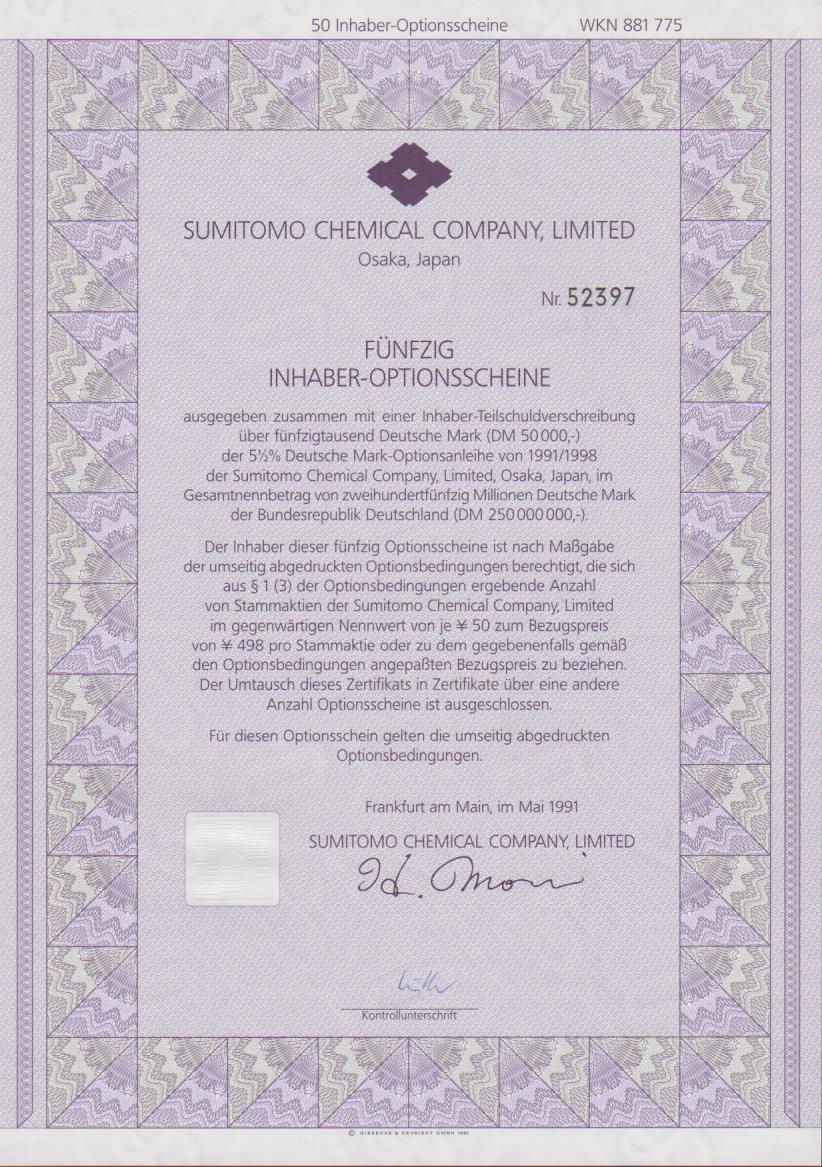 50 Inhaber-Optionsscheine WKN 881 775
SUMITOMO CHEMICAL COMPANY, LIMITED
Osaka, Japan
Nr. 52397
FÜNFZIG
INHABER-OPTIONSSCHEINE
ausgegeben zusammen mit einer Inhaber-Teilschuldverschreibung
über fünfzigtausend Deutsche Mark (DM 50 000,-)
der 5½% Deutsche Mark-Optionsanleihe von 1991/1998
der Sumitomo Chemical Company, Limited, Osaka, Japan, im
Gesamtnennbetrag von zweihundertfünfzig Millionen Deutsche Mark
der Bundesrepublik Deutschland (DM 250 000 000,-).
Der Inhaber dieser fünfzig Optionsscheine ist nach Maßgabe
der umseitig abgedruckten Optionsbedingungen berechtigt, die sich
aus § 1 (3) der Optionsbedingungen ergebende Anzahl
von Stammaktien der Sumitomo Chemical Company, Limited
im gegenwärtigen Nennwert von je ¥ 50 zum Bezugspreis
von ¥ 498 pro Stammaktie oder zu dem gegebenenfalls gemäß
den Optionsbedingungen angepaßten Bezugspreis zu beziehen.
Der Umtausch dieses Zertifikats in Zertifikate über eine andere
Anzahl Optionsscheine ist ausgeschlossen.
Für diesen Optionsschein gelten die umseitig abgedruckten
Optionsbedingungen.
Frankfurt am Main, im Mai 1991
SUMITOMO CHEMICAL COMPANY, LIMITED
H. Mori
Kontrollunterschrift
© GIESECKE & DEVRIENT GMBH 1991